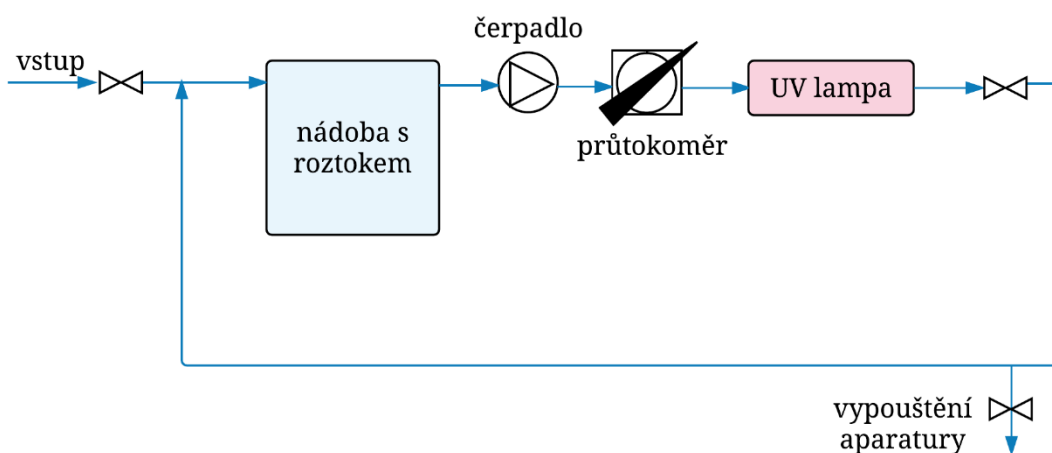 čerpadlo
vstup
nádoba s
roztokem
UV lampa
průtokoměr
vypouštění
aparatury